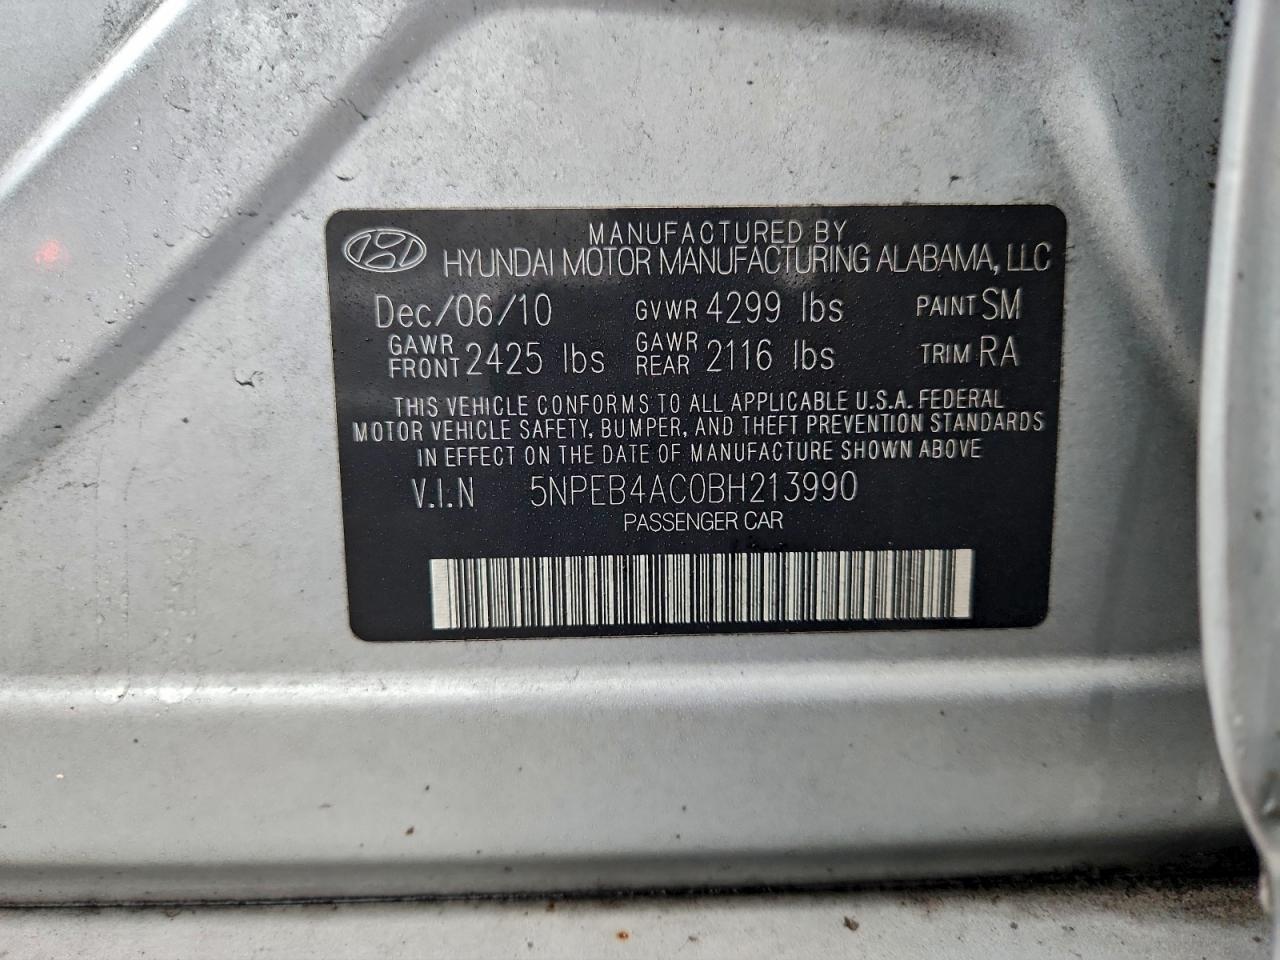 MANUFACTURED BY
HYUNDAI MOTOR MANUFACTURING ALABAMA, LLC
Dec/06/10 GVWR 4299 lbs PAINT SM
GAWR FRONT 2425 lbs GAWR REAR 2116 lbs TRIM RA
THIS VEHICLE CONFORMS TO ALL APPLICABLE U.S.A. FEDERAL
MOTOR VEHICLE SAFETY, BUMPER, AND THEFT PREVENTION STANDARDS
IN EFFECT ON THE DATE OF MANUFACTURE SHOWN ABOVE
V.I.N 5NPEB4AC0BH213990
PASSENGER CAR